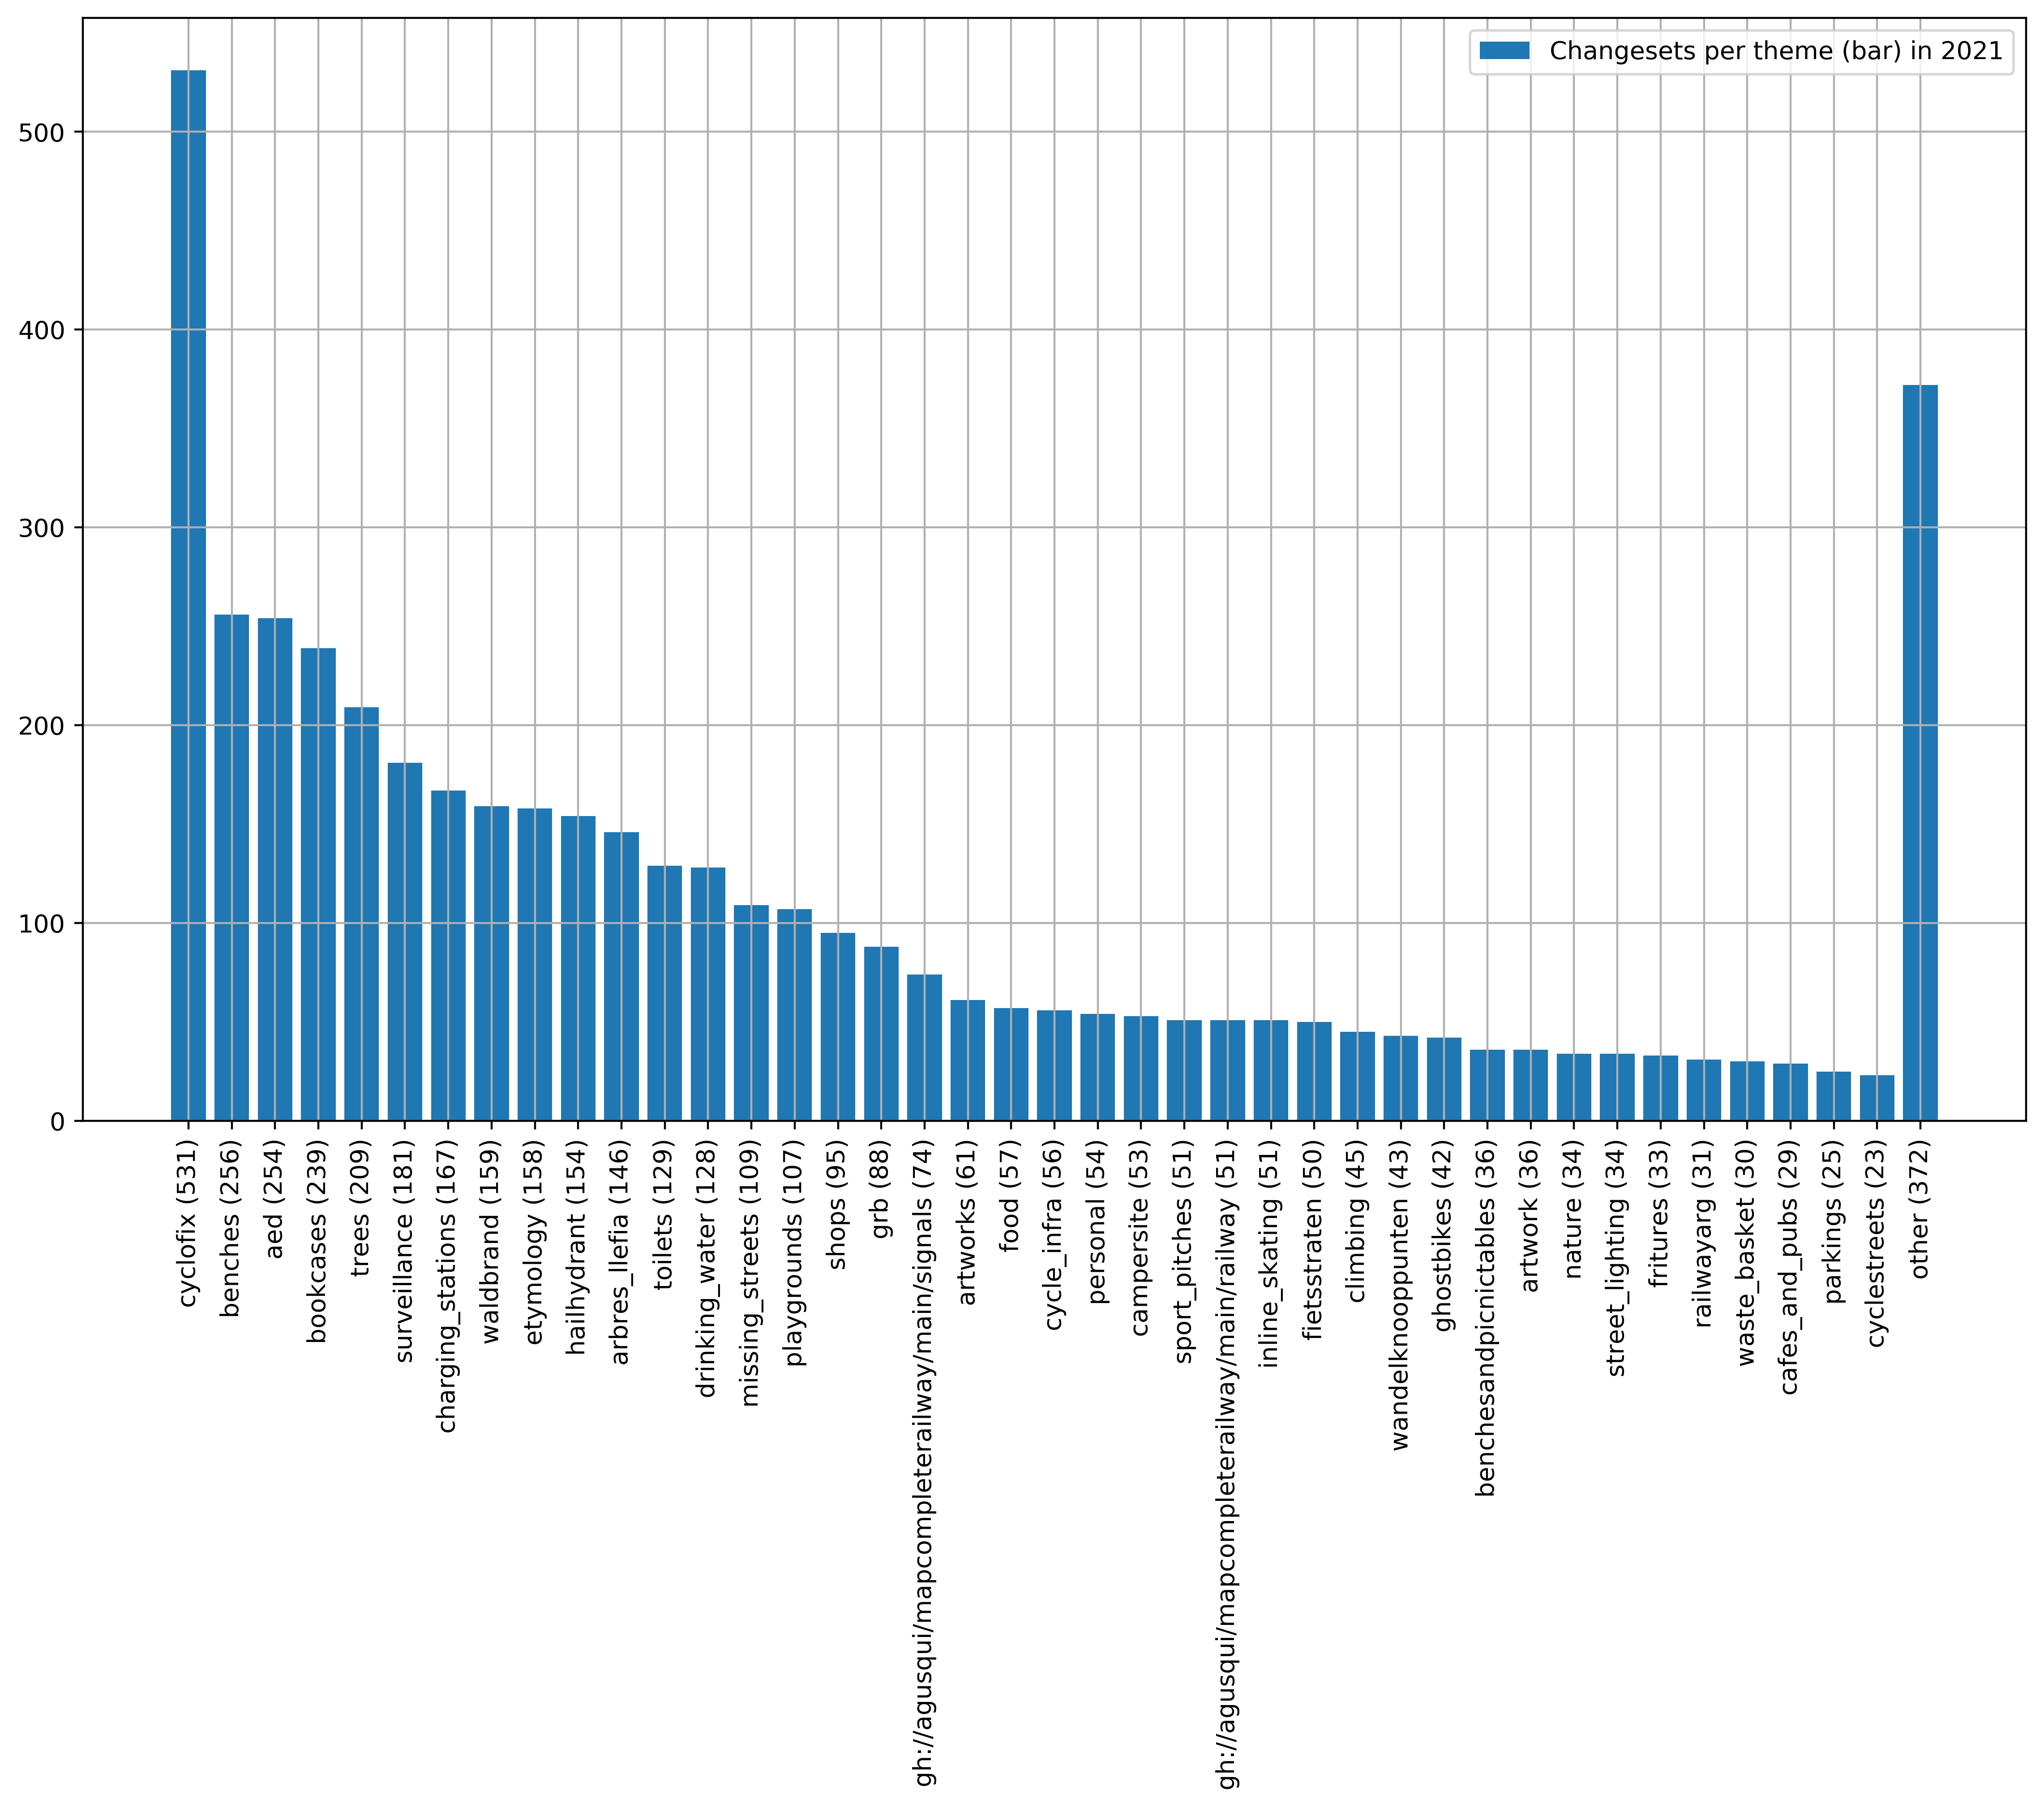 Changesets per theme (bar) in 2021
500
400
300
200
100
0
cyclofix (531)
benches (256)
aed (254)
bookcases (239)
trees (209)
surveillance (181)
charging_stations (167)
waldbrand (159)
etymology (158)
hailhydrant (154)
arbres_llefia (146)
toilets (129)
drinking_water (128)
missing_streets (109)
playgrounds (107)
shops (95)
grb (88)
gh://agusqui/mapcompleterailway/main/signals (74)
artworks (61)
food (57)
cycle_infra (56)
personal (54)
campersite (53)
sport_pitches (51)
gh://agusqui/mapcompleterailway/main/railway (51)
inline_skating (51)
fietsstraten (50)
climbing (45)
wandelknooppunten (43)
ghostbikes (42)
benchesandpicnictables (36)
artwork (36)
nature (34)
street_lighting (34)
fritures (33)
railwayarg (31)
waste_basket (30)
cafes_and_pubs (29)
parkings (25)
cyclestreets (23)
other (372)